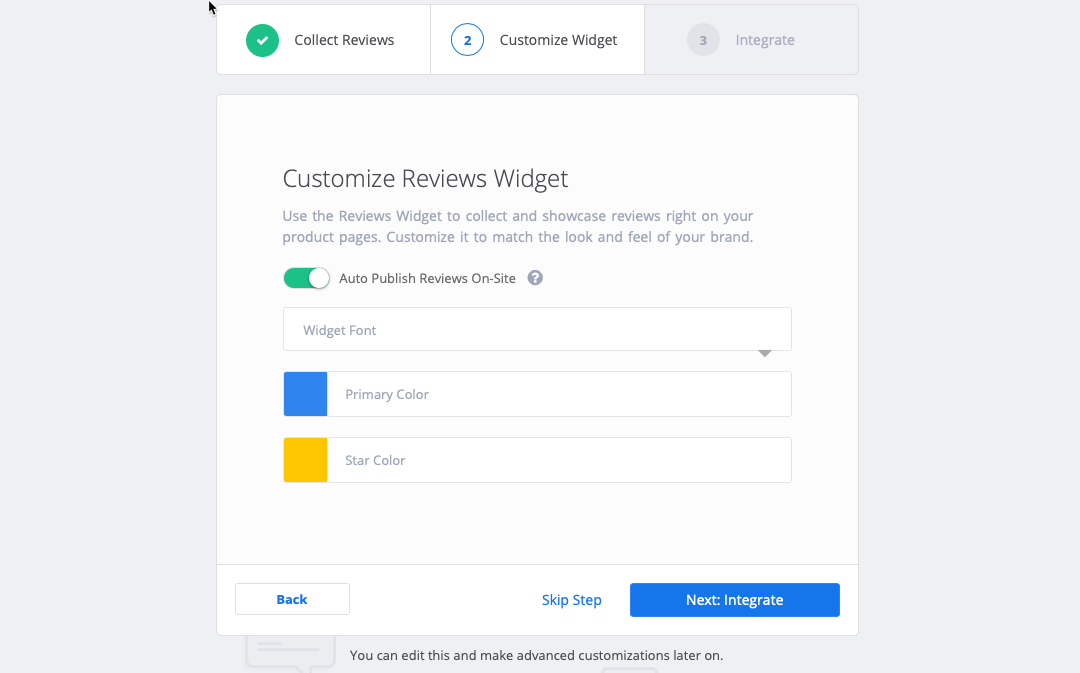 Collect Reviews
2
Customize Widget
3
Integrate
Customize Reviews Widget
Use the Reviews Widget to collect and showcase reviews right on your
product pages. Customize it to match the look and feel of your brand.
Auto Publish Reviews On-Site
?
Widget Font
Primary Color
Star Color
Back
Skip Step
Next: Integrate
You can edit this and make advanced customizations later on.